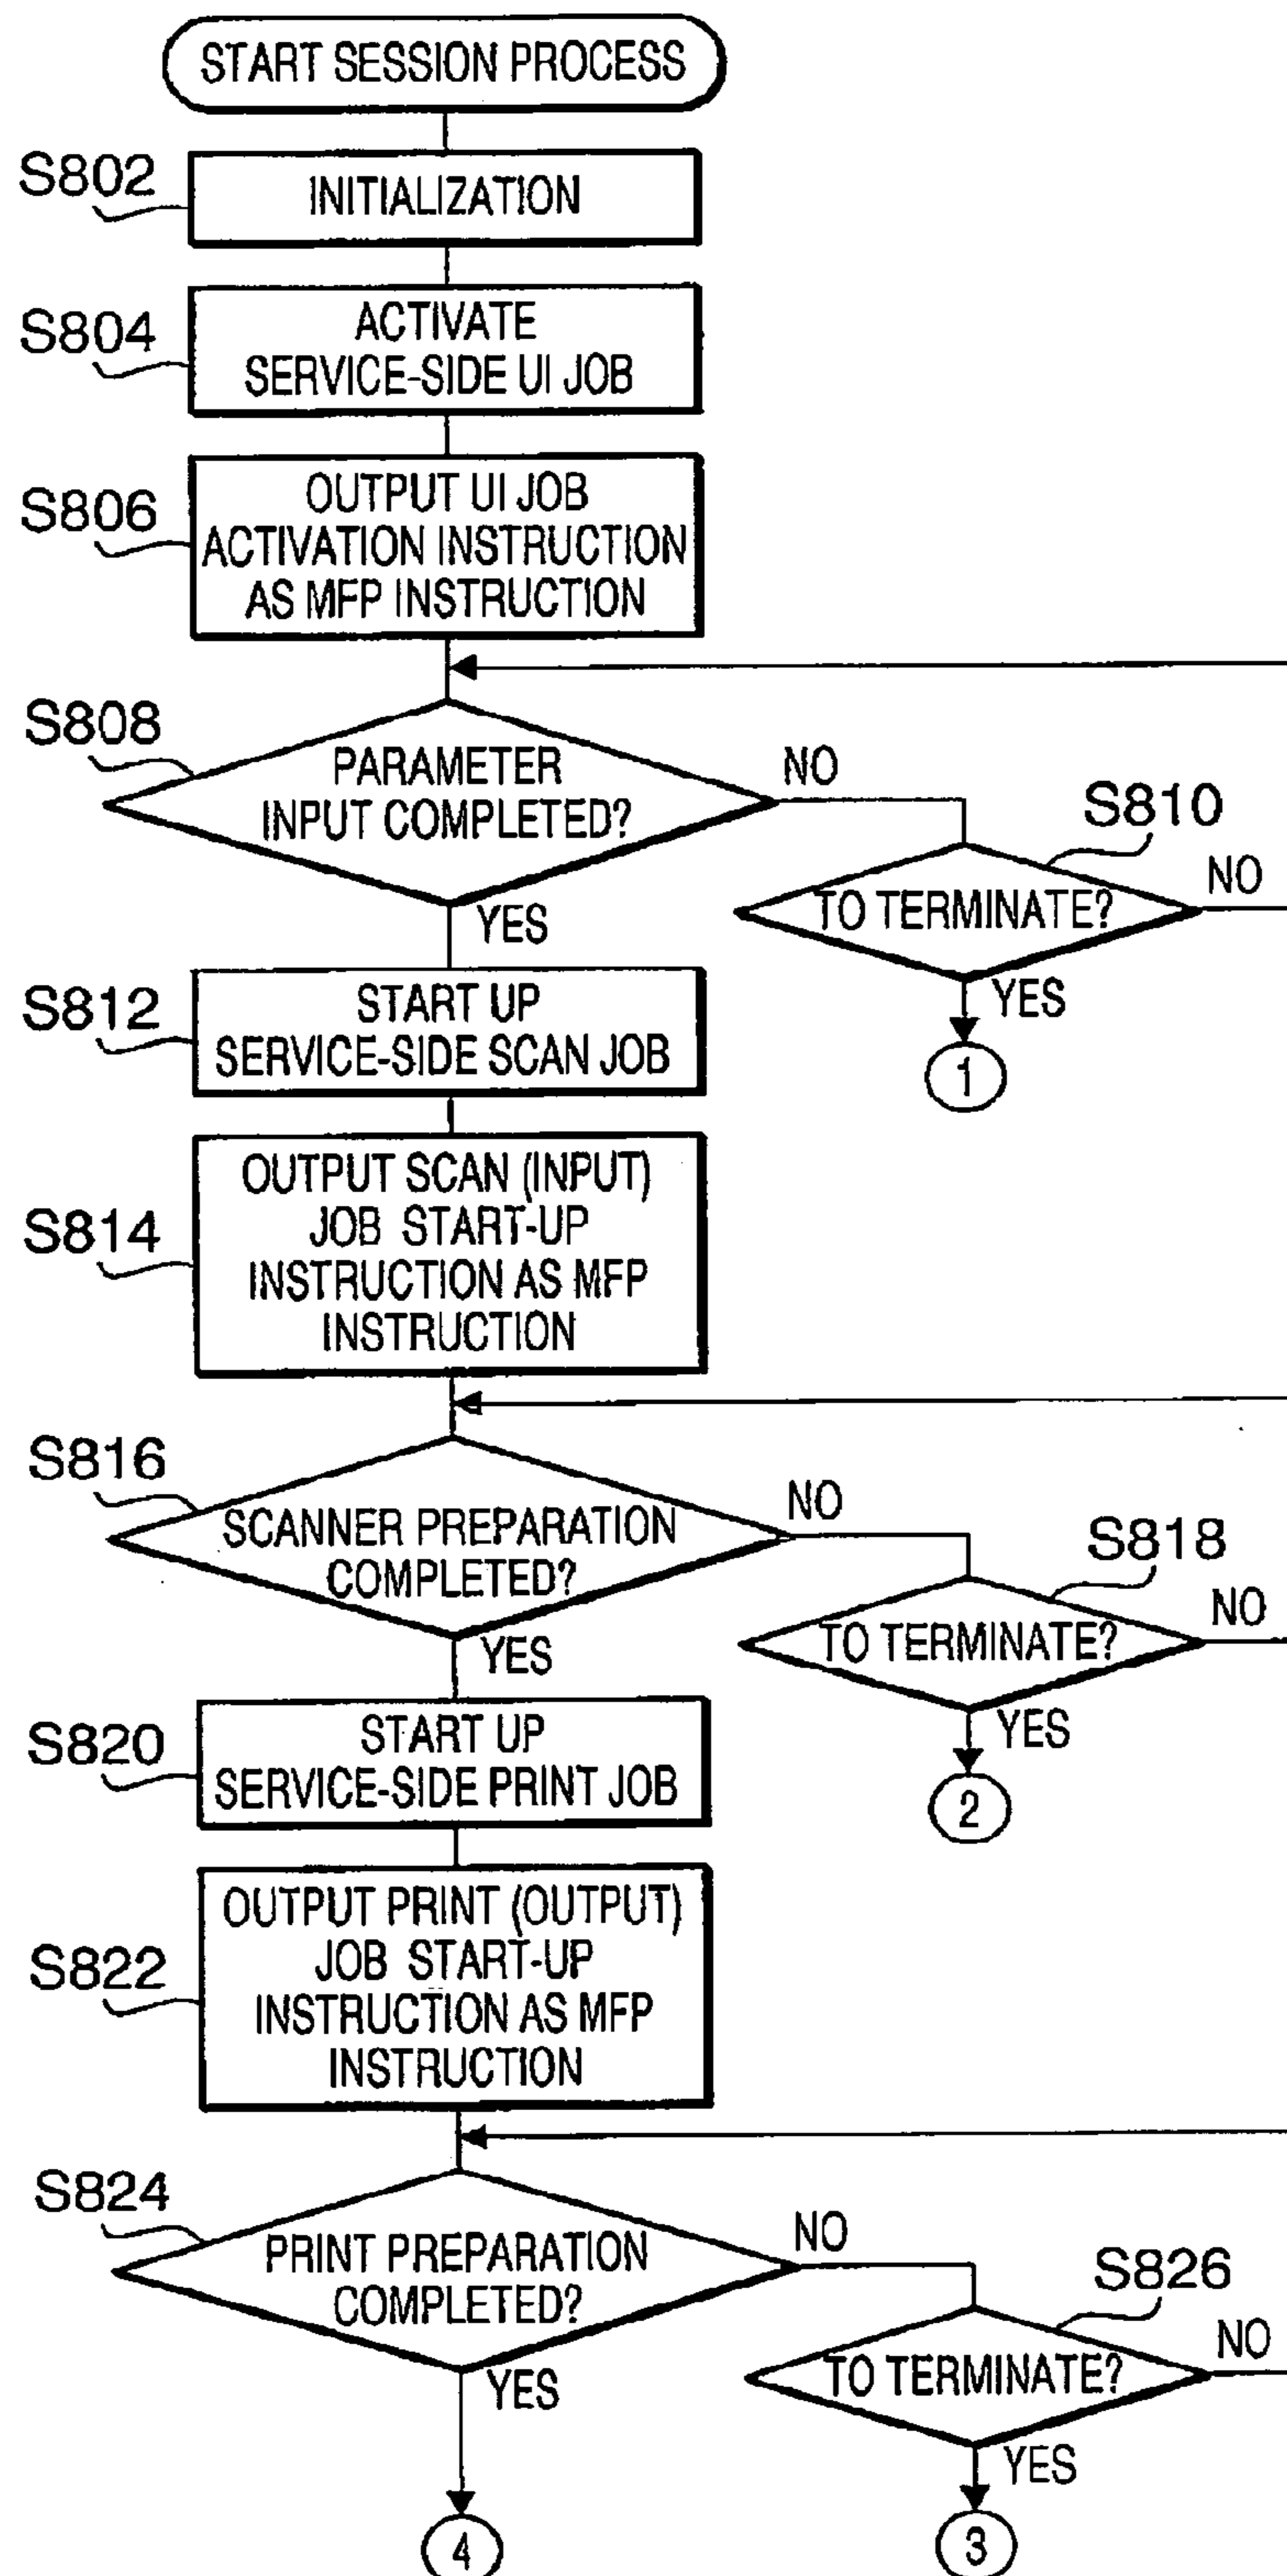 START SESSION PROCESS
S802
INITIALIZATION
S804
ACTIVATE
SERVICE-SIDE UI JOB
S806
OUTPUT UI JOB
ACTIVATION INSTRUCTION
AS MFP INSTRUCTION
S808
PARAMETER
INPUT COMPLETED?
NO
YES
S810
TO TERMINATE?
NO
YES
1
S812
START UP
SERVICE-SIDE SCAN JOB
S814
OUTPUT SCAN (INPUT)
JOB START-UP
INSTRUCTION AS MFP
INSTRUCTION
S816
SCANNER PREPARATION
COMPLETED?
NO
YES
S818
TO TERMINATE?
NO
YES
2
S820
START UP
SERVICE-SIDE PRINT JOB
S822
OUTPUT PRINT (OUTPUT)
JOB START-UP
INSTRUCTION AS MFP
INSTRUCTION
S824
PRINT PREPARATION
COMPLETED?
NO
YES
S826
TO TERMINATE?
NO
YES
4
3